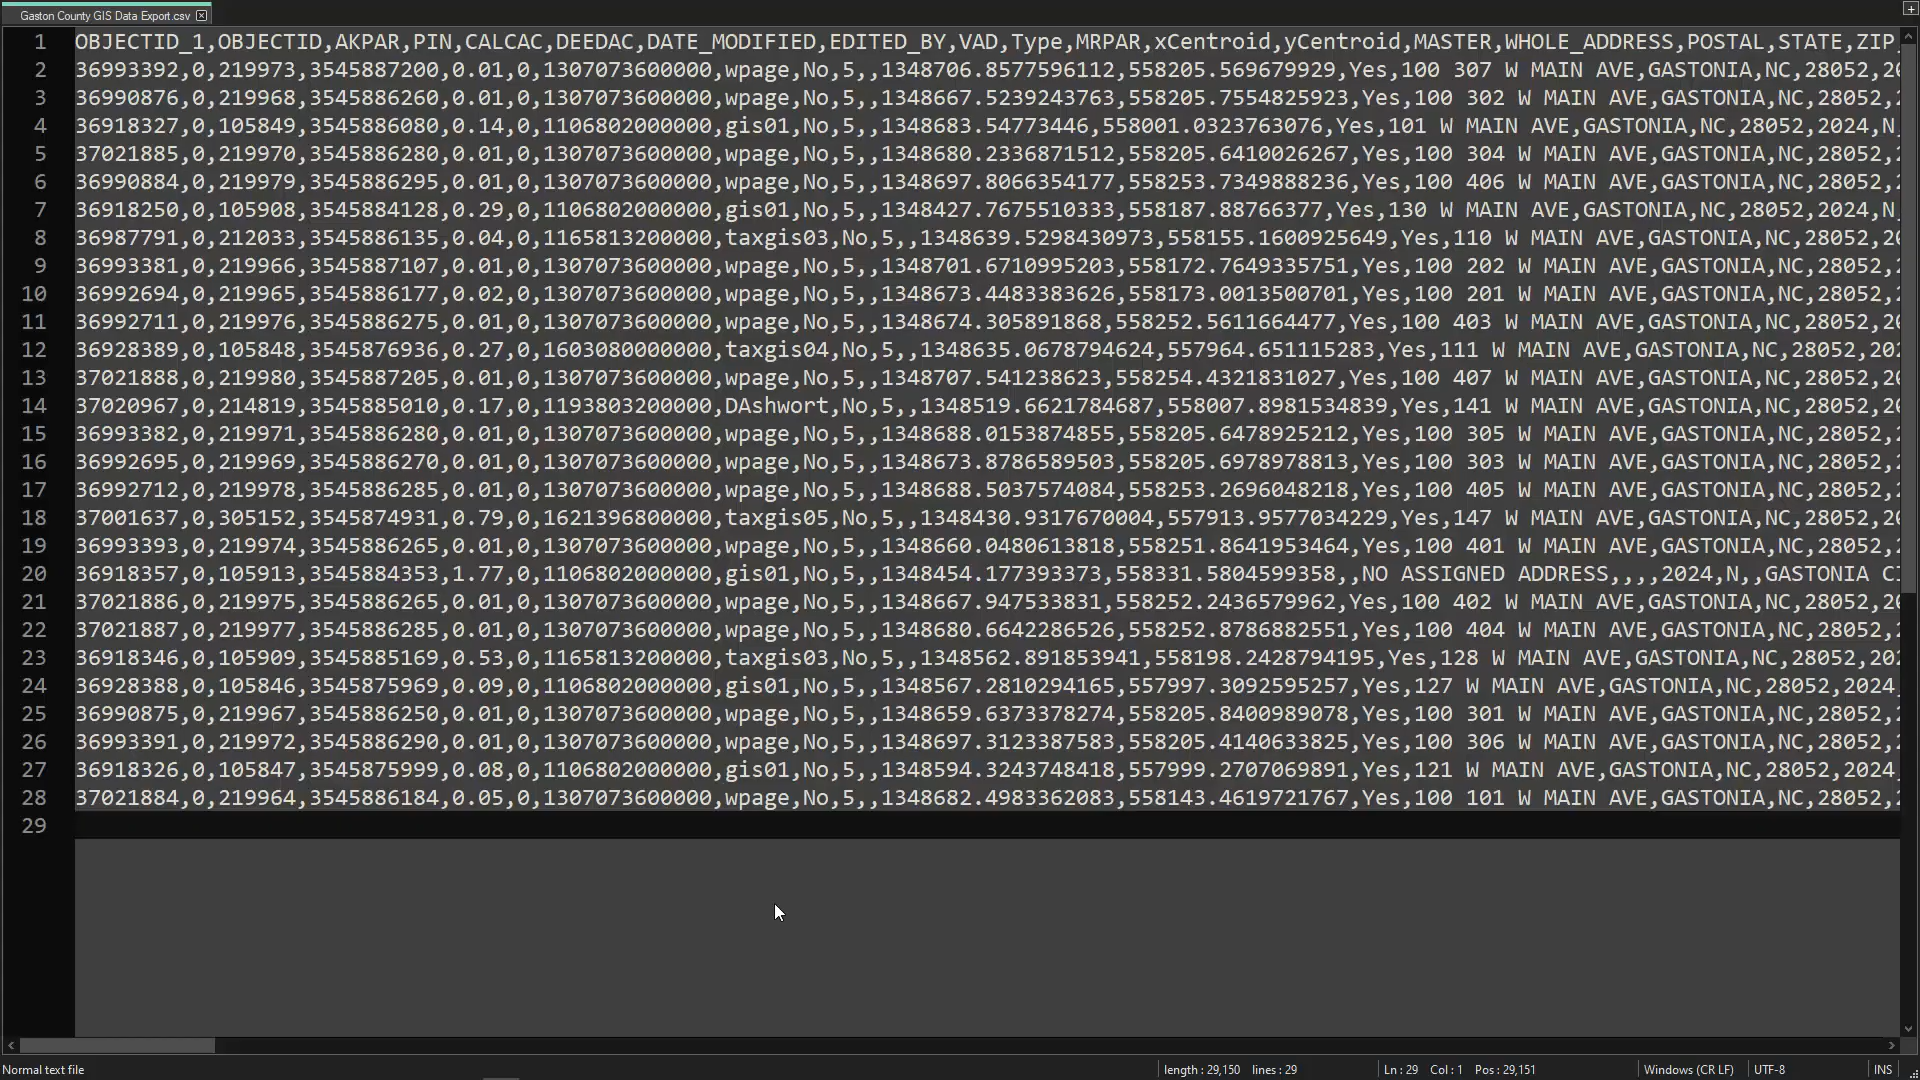 Gaston County GIS Data Export.csv
1 OBJECTID_1,OBJECTID,AKPAR,PIN,CALCAC,DEEDAC,DATE_MODIFIED,EDITED_BY,VAD,Type,MRPAR,xCentroid,yCentroid,MASTER,WHOLE_ADDRESS,POSTAL,STATE,ZIP
2 36993392,0,219973,3545887200,0.01,0,1307073600000,wpage,No,5,,1348706.8577596112,558205.569679929,Yes,100 307 W MAIN AVE,GASTONIA,NC,28052,20
3 36990876,0,219968,3545886260,0.01,0,1307073600000,wpage,No,5,,1348667.5239243763,558205.7554825923,Yes,100 302 W MAIN AVE,GASTONIA,NC,28052,2
4 36918327,0,105849,3545886080,0.14,0,1106802000000,gis01,No,5,,1348683.54773446,558001.0323763076,Yes,101 W MAIN AVE,GASTONIA,NC,28052,2024,N,
5 37021885,0,219970,3545886280,0.01,0,1307073600000,wpage,No,5,,1348680.2336871512,558205.6410026267,Yes,100 304 W MAIN AVE,GASTONIA,NC,28052,2
6 36990884,0,219979,3545886295,0.01,0,1307073600000,wpage,No,5,,1348697.8066354177,558253.7349888236,Yes,100 406 W MAIN AVE,GASTONIA,NC,28052,2
7 36918250,0,105908,3545884128,0.29,0,1106802000000,gis01,No,5,,1348427.7675510333,558187.88766377,Yes,130 W MAIN AVE,GASTONIA,NC,28052,2024,N,
8 36987791,0,212033,3545886135,0.04,0,1165813200000,taxgis03,No,5,,1348639.5298430973,558155.1600925649,Yes,110 W MAIN AVE,GASTONIA,NC,28052,20
9 36993381,0,219966,3545887107,0.01,0,1307073600000,wpage,No,5,,1348701.6710995203,558172.7649335751,Yes,100 202 W MAIN AVE,GASTONIA,NC,28052,2
10 36992694,0,219965,3545886177,0.02,0,1307073600000,wpage,No,5,,1348673.4483383626,558173.0013500701,Yes,100 201 W MAIN AVE,GASTONIA,NC,28052,2
11 36992711,0,219976,3545886275,0.01,0,1307073600000,wpage,No,5,,1348674.305891868,558252.5611664477,Yes,100 403 W MAIN AVE,GASTONIA,NC,28052,20
12 36928389,0,105848,3545876936,0.27,0,1603080000000,taxgis04,No,5,,1348635.0678794624,557964.651115283,Yes,111 W MAIN AVE,GASTONIA,NC,28052,202
13 37021888,0,219980,3545887205,0.01,0,1307073600000,wpage,No,5,,1348707.541238623,558254.4321831027,Yes,100 407 W MAIN AVE,GASTONIA,NC,28052,20
14 37020967,0,214819,3545885010,0.17,0,1193803200000,DAshwort,No,5,,1348519.6621784687,558007.8981534839,Yes,141 W MAIN AVE,GASTONIA,NC,28052,20
15 36993382,0,219971,3545886280,0.01,0,1307073600000,wpage,No,5,,1348688.0153874855,558205.6478925212,Yes,100 305 W MAIN AVE,GASTONIA,NC,28052,2
16 36992695,0,219969,3545886270,0.01,0,1307073600000,wpage,No,5,,1348673.8786589503,558205.6978978813,Yes,100 303 W MAIN AVE,GASTONIA,NC,28052,2
17 36992712,0,219978,3545886285,0.01,0,1307073600000,wpage,No,5,,1348688.5037574084,558253.2696048218,Yes,100 405 W MAIN AVE,GASTONIA,NC,28052,2
18 37001637,0,305152,3545874931,0.79,0,1621396800000,taxgis05,No,5,,1348430.9317670004,557913.9577034229,Yes,147 W MAIN AVE,GASTONIA,NC,28052,20
19 36993393,0,219974,3545886265,0.01,0,1307073600000,wpage,No,5,,1348660.0480613818,558251.8641953464,Yes,100 401 W MAIN AVE,GASTONIA,NC,28052,2
20 36918357,0,105913,3545884353,1.77,0,1106802000000,gis01,No,5,,1348454.177393373,558331.5804599358,,NO ASSIGNED ADDRESS,,,,2024,N,,GASTONIA CI
21 37021886,0,219975,3545886265,0.01,0,1307073600000,wpage,No,5,,1348667.947533831,558252.2436579962,Yes,100 402 W MAIN AVE,GASTONIA,NC,28052,20
22 37021887,0,219977,3545886285,0.01,0,1307073600000,wpage,No,5,,1348680.6642286526,558252.8786882551,Yes,100 404 W MAIN AVE,GASTONIA,NC,28052,2
23 36918346,0,105909,3545885169,0.53,0,1165813200000,taxgis03,No,5,,1348562.891853941,558198.2428794195,Yes,128 W MAIN AVE,GASTONIA,NC,28052,202
24 36928388,0,105846,3545875969,0.09,0,1106802000000,gis01,No,5,,1348567.2810294165,557997.3092595257,Yes,127 W MAIN AVE,GASTONIA,NC,28052,2024,
25 36990875,0,219967,3545886250,0.01,0,1307073600000,wpage,No,5,,1348659.6373378274,558205.8400989078,Yes,100 301 W MAIN AVE,GASTONIA,NC,28052,2
26 36993391,0,219972,3545886290,0.01,0,1307073600000,wpage,No,5,,1348697.3123387583,558205.4140633825,Yes,100 306 W MAIN AVE,GASTONIA,NC,28052,2
27 36918326,0,105847,3545875999,0.08,0,1106802000000,gis01,No,5,,1348594.3243748418,557999.2707069891,Yes,121 W MAIN AVE,GASTONIA,NC,28052,2024,
28 37021884,0,219964,3545886184,0.05,0,1307073600000,wpage,No,5,,1348682.4983362083,558143.4619721767,Yes,100 101 W MAIN AVE,GASTONIA,NC,28052,2
29
Normal text file length : 29,150 lines : 29 Ln : 29 Col : 1 Pos : 29,151 Windows (CR LF) UTF-8 INS